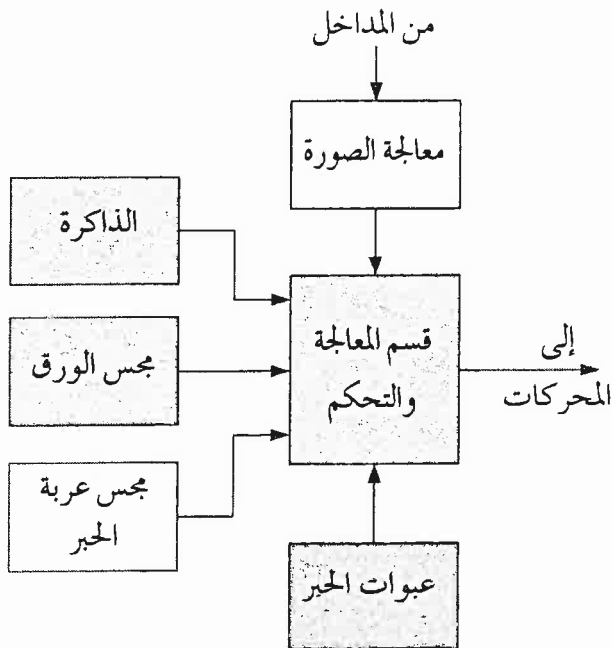 من المداخل
معالجة الصورة
الذاكرة
قسم المعالجة
والتحكم
إلى
المحركات
مجس الورق
مجس عربة
الحبر
عبوات الحبر